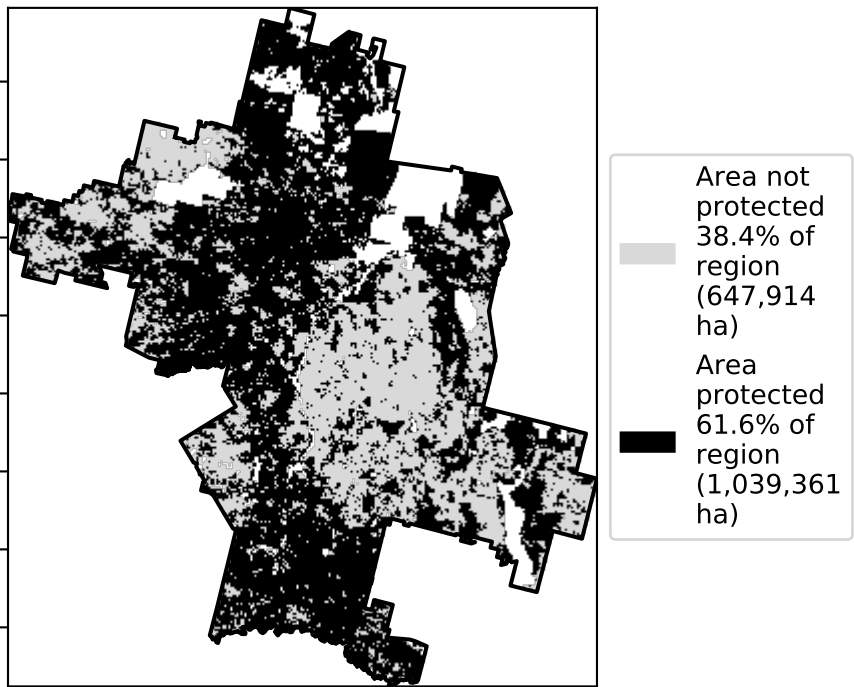 Area not
protected
38.4% of
region
(647,914
ha)
Area
protected
61.6% of
region
(1,039,361
ha)